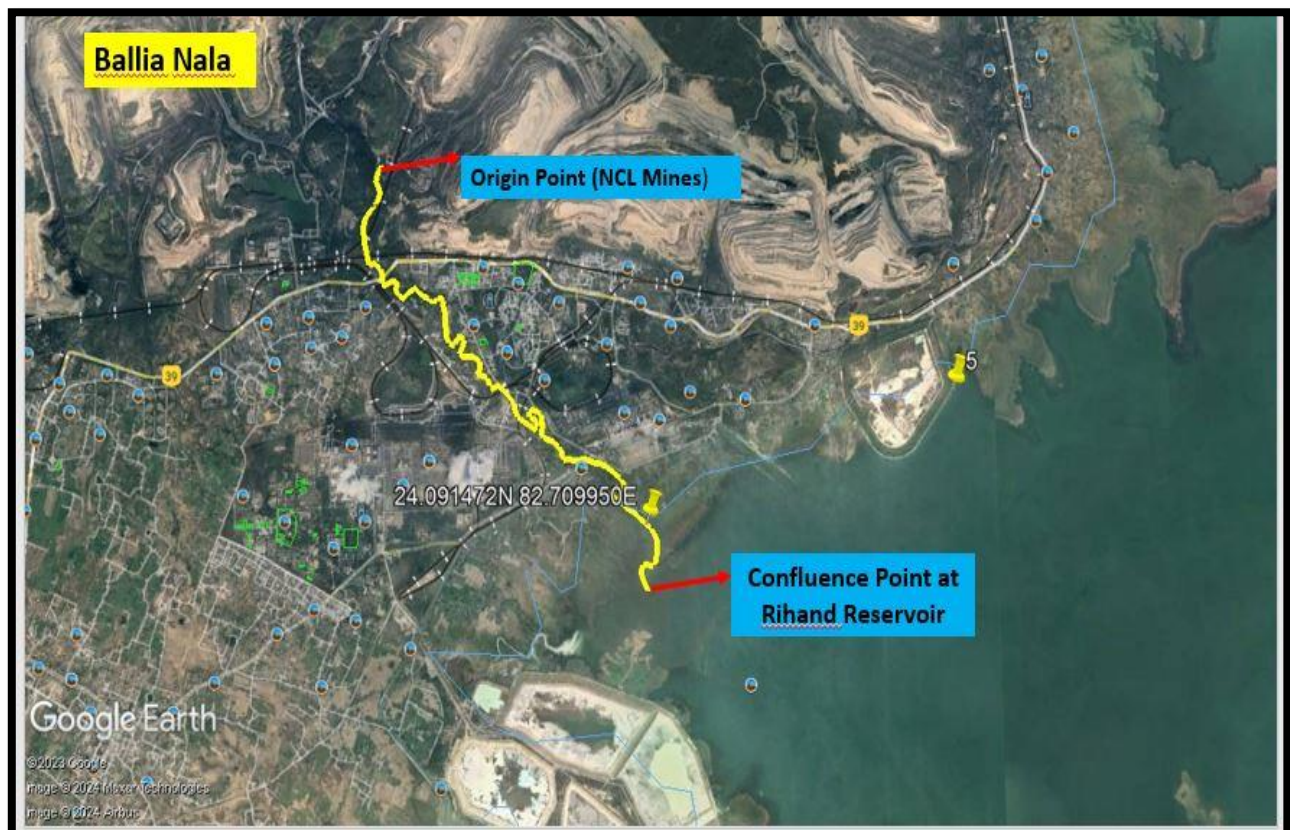 Ballia Nala
Origin Point (NCL Mines)
39
39
5
24.091472N 82.709950E
Confluence Point at
Rihand Reservoir
Google Earth
©2023 Google
Image © 2024 Maxar Technologies
Image © 2024 Airbus